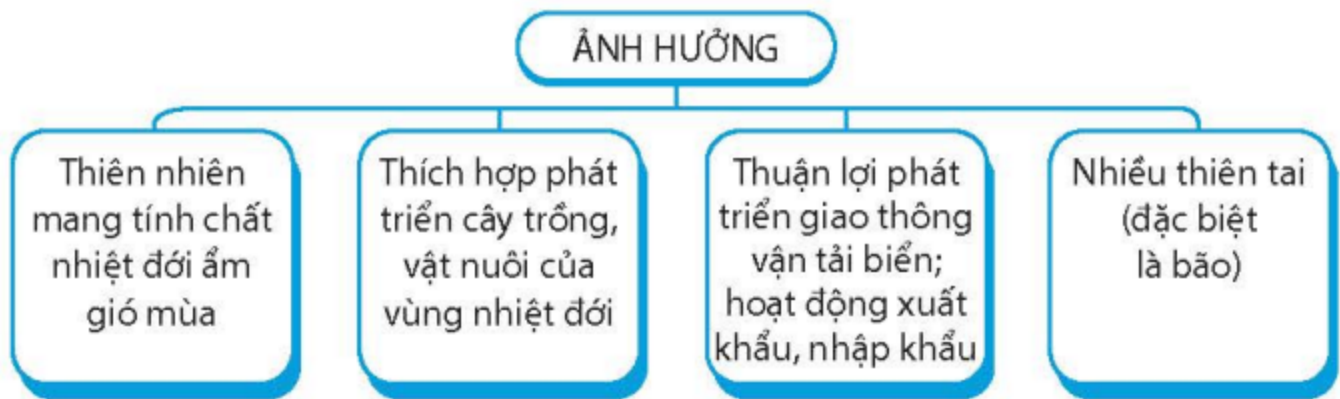 ẢNH HƯỞNG
Thiên nhiên
mang tính chất
nhiệt đới ẩm
gió mùa
Thích hợp phát
triển cây trồng,
vật nuôi của
vùng nhiệt đới
Thuận lợi phát
triển giao thông
vận tải biển;
hoạt động xuất
khẩu, nhập khẩu
Nhiều thiên tai
(đặc biệt
là bão)